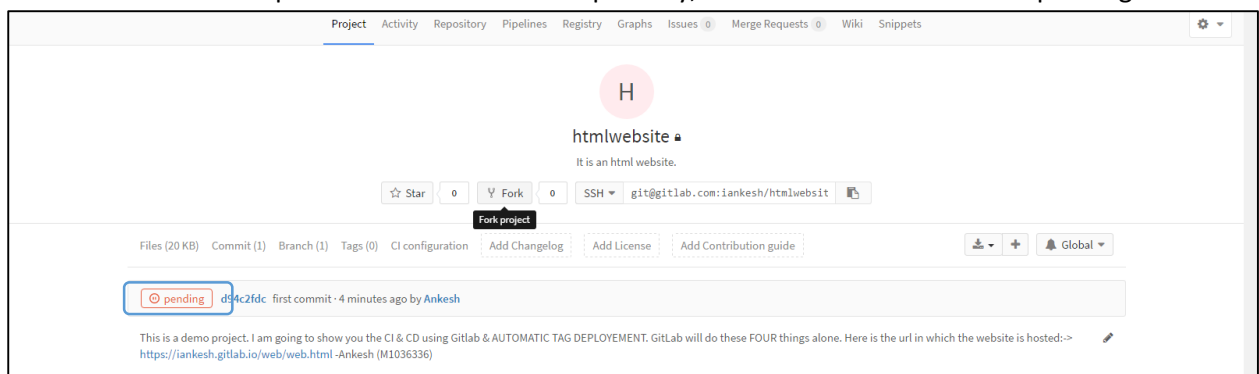 Project Activity Repository Pipelines Registry Graphs Issues 0 Merge Requests 0 Wiki Snippets
H
htmlwebsite
It is an html website.
Star 0 Fork 0 SSH git@gitlab.com:iankesh/htmlwebsit
Fork project
Files (20 KB) Commit (1) Branch (1) Tags (0) CI configuration Add Changelog Add License Add Contribution guide + Global
pending d94c2fdc first commit · 4 minutes ago by Ankesh
This is a demo project. I am going to show you the CI & CD using Gitlab & AUTOMATIC TAG DEPLOYEMENT. GitLab will do these FOUR things alone. Here is the url in which the website is hosted:->
https://iankesh.gitlab.io/web/web.html -Ankesh (M1036336)